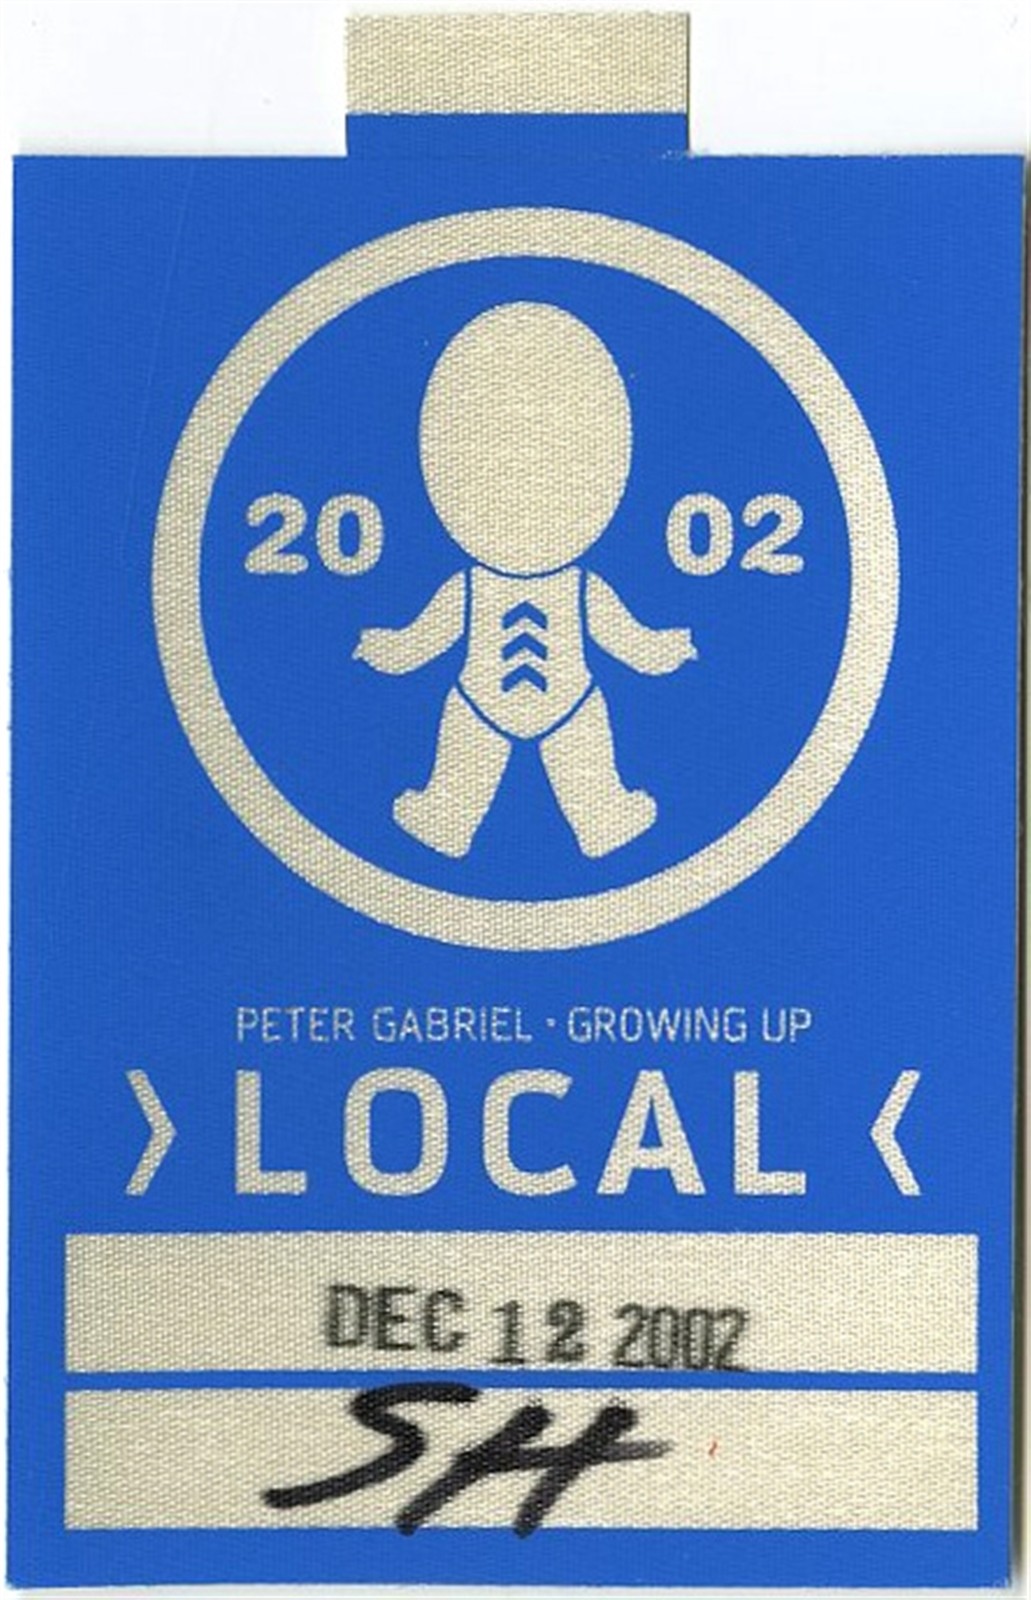 20 02
PETER GABRIEL · GROWING UP
LOCAL
DEC 12 2002
SH